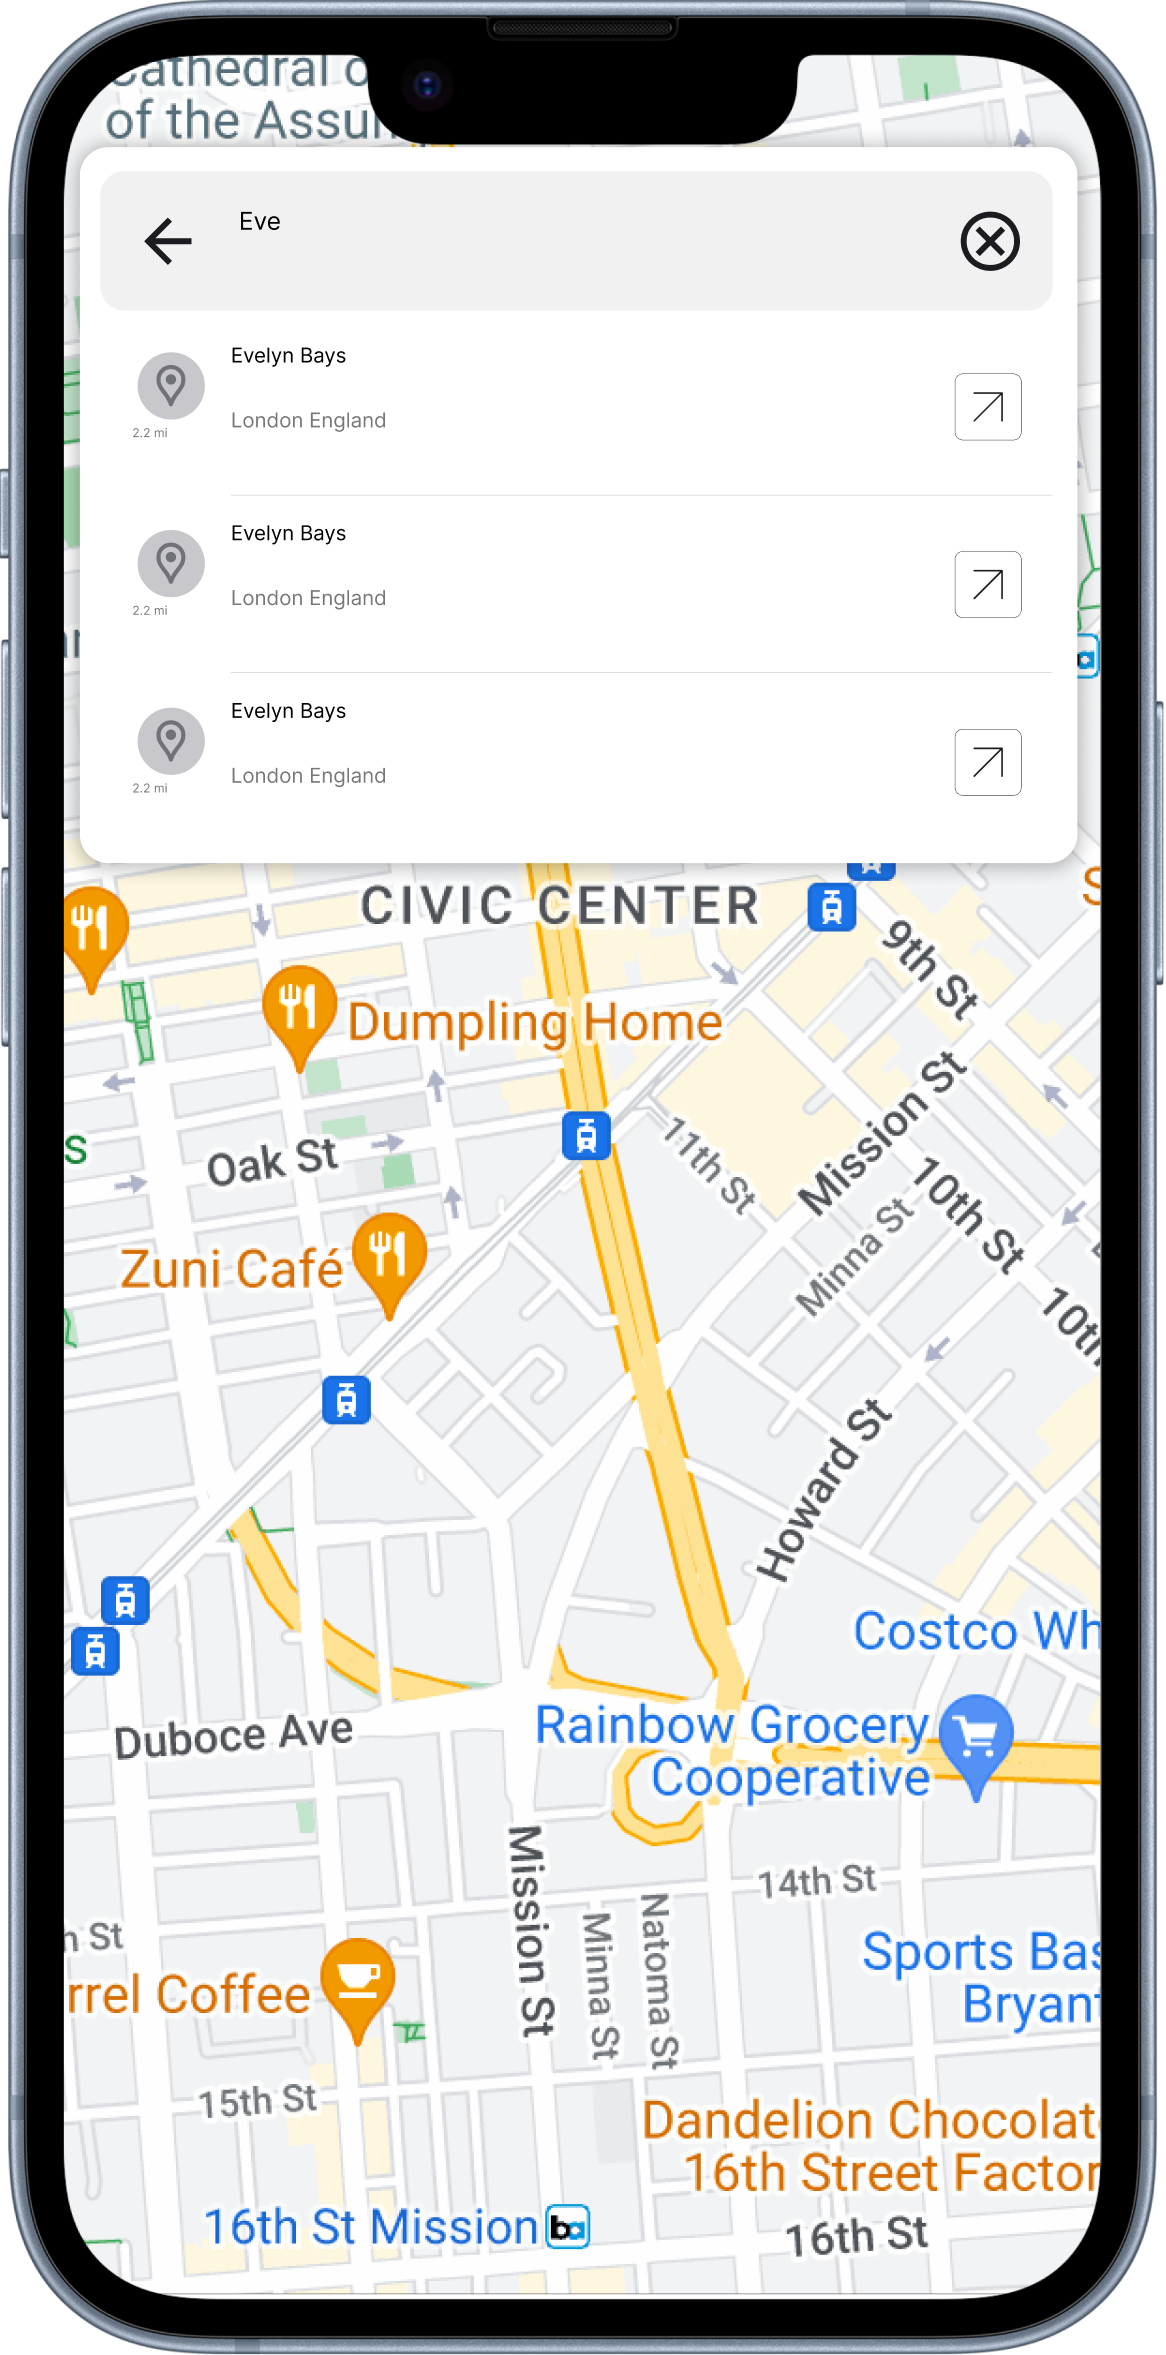 Cathedral o
of the Assum
Eve
Evelyn Bays
London England
2.2 mi
Evelyn Bays
London England
2.2 mi
Evelyn Bays
London England
2.2 mi
CIVIC CENTER
9th St
Dumpling Home
Mission St
11th St
Oak St
10th St
Minna St
Zuni Café
10th
Howard St
Costco Wh
Duboce Ave
Rainbow Grocery
Cooperative
Mission St
14th St
Minna St
Natoma St
h St
Sports Bas
Bryant
rrel Coffee
15th St
Dandelion Chocolat
16th Street Factor
16th St Mission
ba
16th St